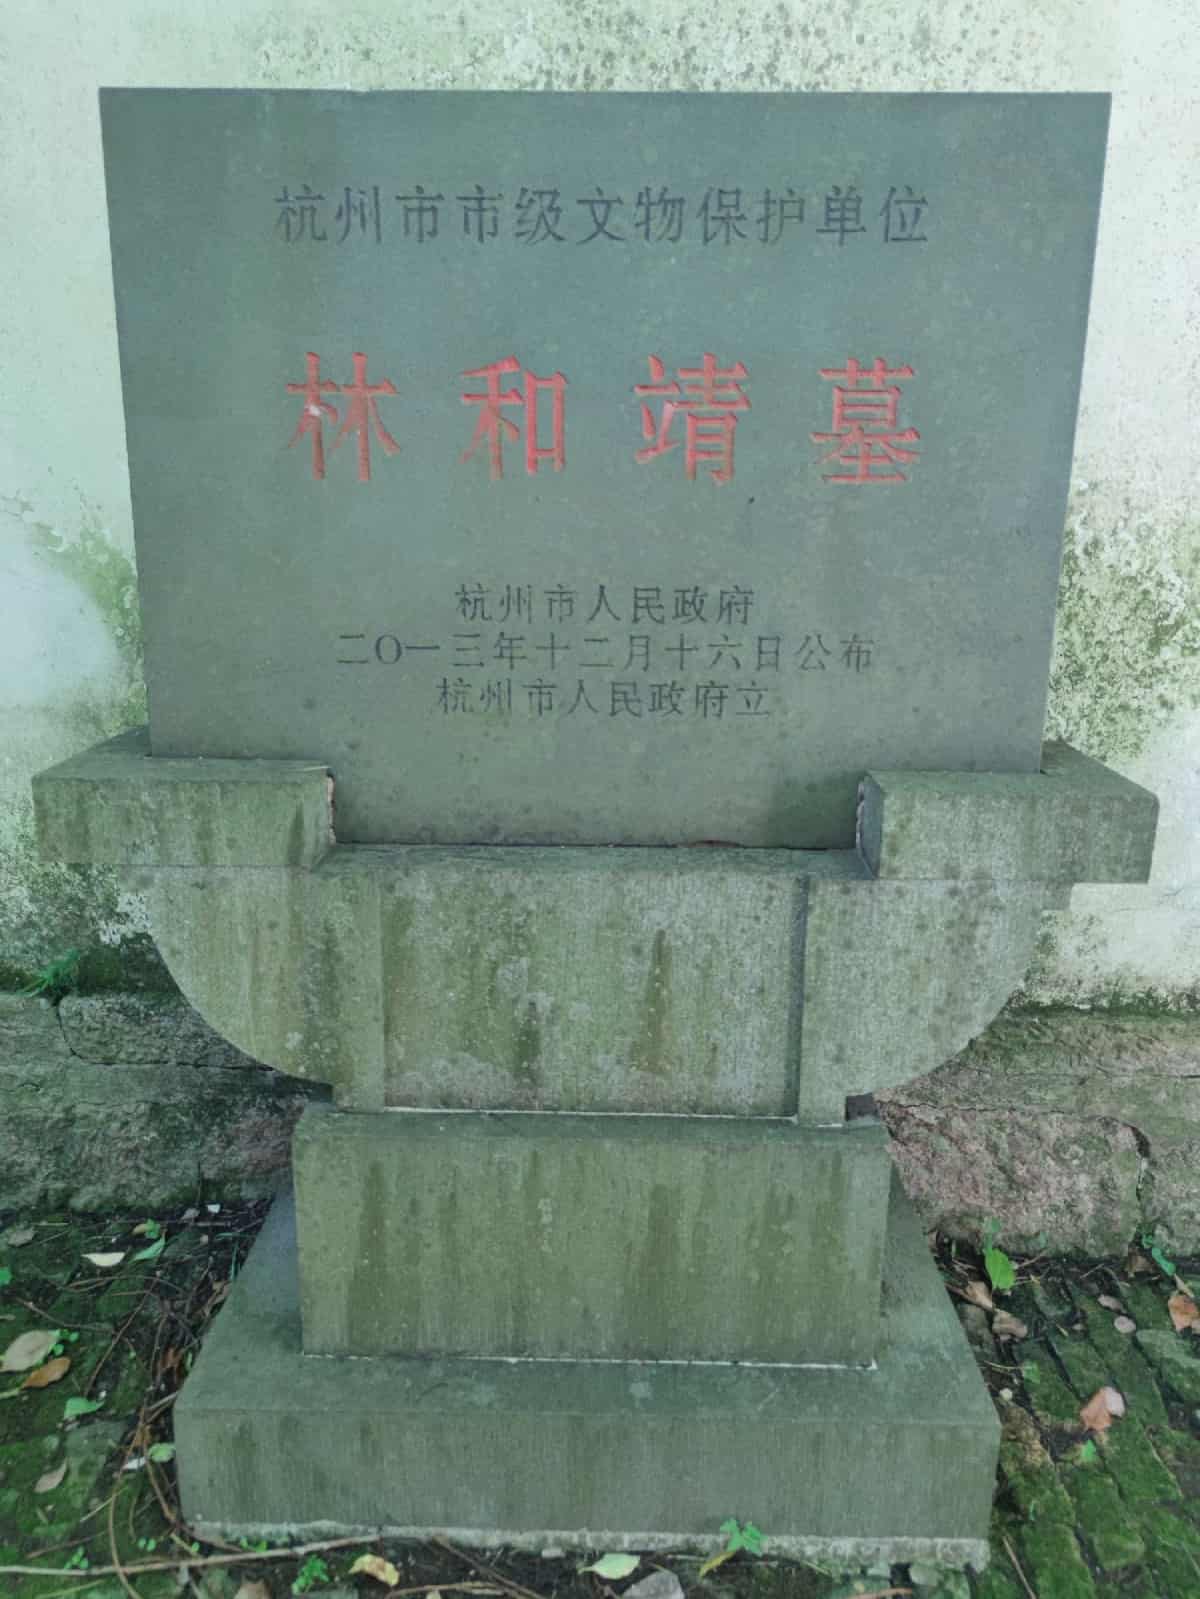 杭州市市级文物保护单位
林和靖墓
杭州市人民政府
二〇一三年十二月十六日公布
杭州市人民政府立